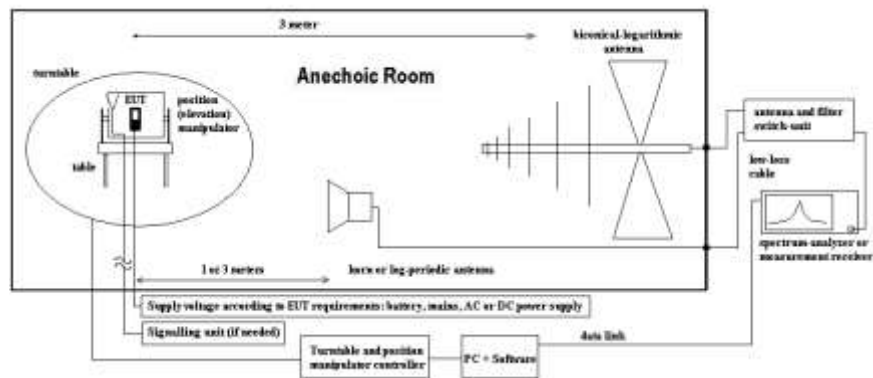 3 meter
biconical-logarithmic
antenna
turntable
Anechoic Room
EUT
position
(elevation)
manipulator
antenna and filter
switch-unit
table
low-loss
cable
spectrum-analyzer or
measurement receiver
1 or 3 meters
horn or log-periodic antenna
Supply voltage according to EUT requirements: battery, mains, AC or DC power supply
Signalling unit (if needed)
data link
Turntable and position
manipulator controller
PC + Software